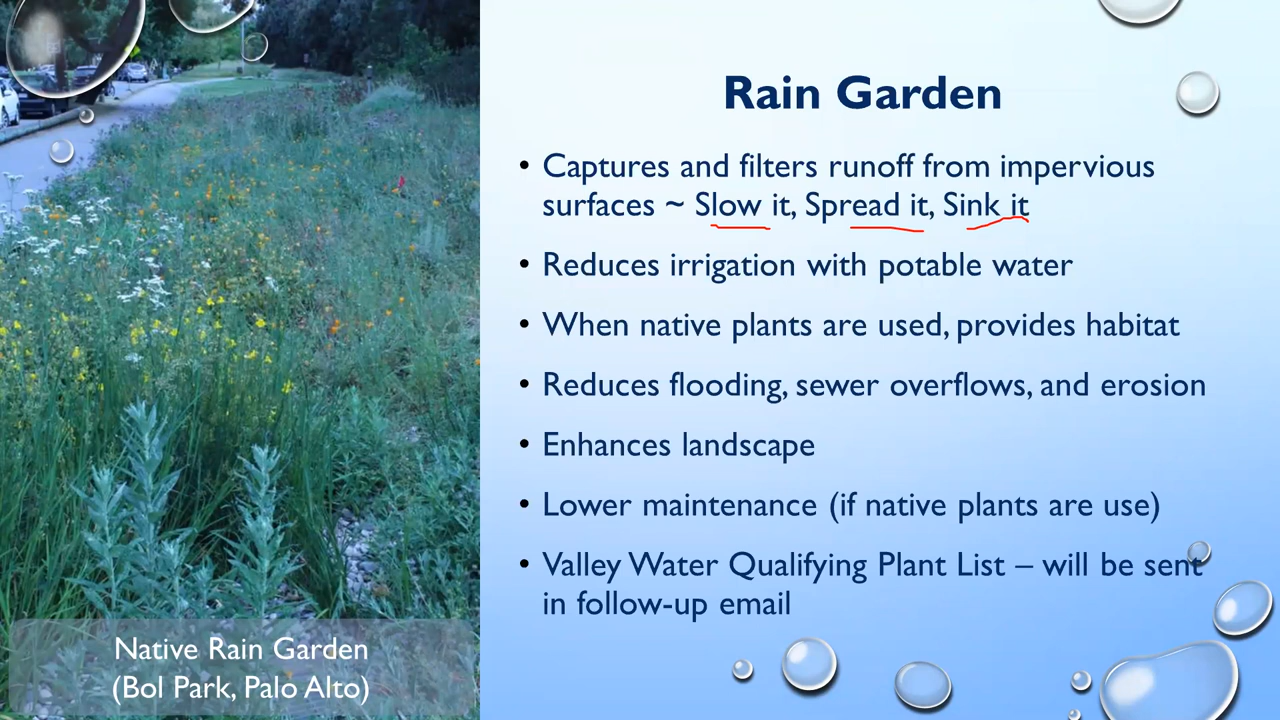 Rain Garden
• Captures and filters runoff from impervious
surfaces ~ Slow it, Spread it, Sink it
• Reduces irrigation with potable water
• When native plants are used, provides habitat
• Reduces flooding, sewer overflows, and erosion
• Enhances landscape
• Lower maintenance (if native plants are use)
• Valley Water Qualifying Plant List – will be sent
in follow-up email
Native Rain Garden
(Bol Park, Palo Alto)